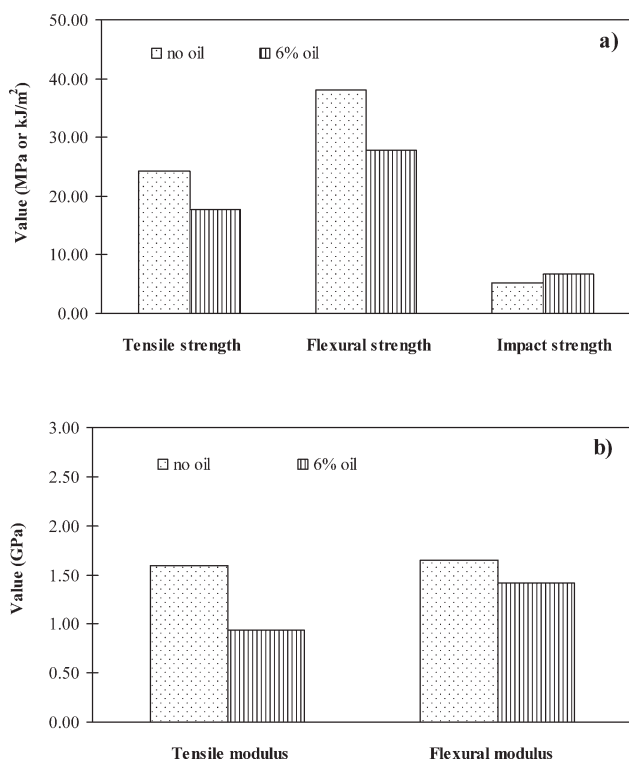 a)
no oil 6% oil
Value (MPa or kJ/m²)
50.00
40.00
30.00
20.00
10.00
0.00
Tensile strength Flexural strength Impact strength
b)
no oil 6% oil
Value (GPa)
3.00
2.50
2.00
1.50
1.00
0.50
0.00
Tensile modulus Flexural modulus